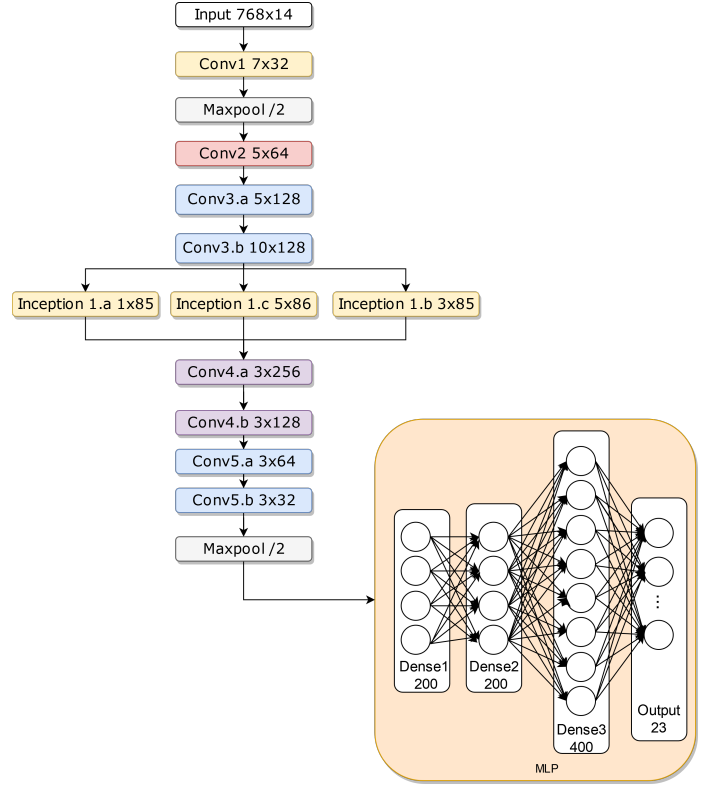 Input 768x14
Conv1 7x32
Maxpool /2
Conv2 5x64
Conv3.a 5x128
Conv3.b 10x128
Inception 1.a 1x85
Inception 1.c 5x86
Inception 1.b 3x85
Conv4.a 3x256
Conv4.b 3x128
Conv5.a 3x64
Conv5.b 3x32
Maxpool /2
Dense1
200
Dense2
200
Dense3
400
...
Output
23
MLP